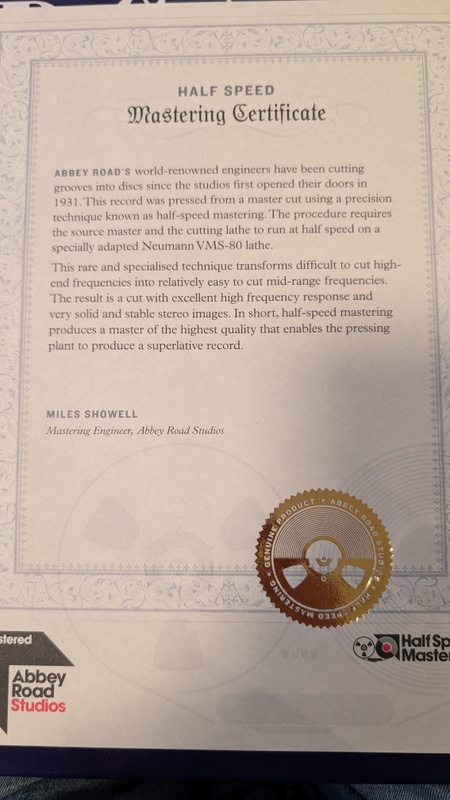 HALF SPEED
Mastering Certificate
ABBEY ROAD'S world-renowned engineers have been cutting
grooves into discs since the studios first opened their doors in
1931. This record was pressed from a master cut using a precision
technique known as half-speed mastering. The procedure requires
the source master and the cutting lathe to run at half speed on a
specially adapted Neumann VMS-80 lathe.
This rare and specialised technique transforms difficult to cut high-
end frequencies into relatively easy to cut mid-range frequencies.
The result is a cut with excellent high frequency response and
very solid and stable stereo images. In short, half-speed mastering
produces a master of the highest quality that enables the pressing
plant to produce a superlative record.
MILES SHOWELL
Mastering Engineer, Abbey Road Studios
GENUINE PRODUCT • ABBEY ROAD STUDIOS • HALF-SPEED MASTERING •
stered
Abbey
Road
Studios
Half Sp
Master